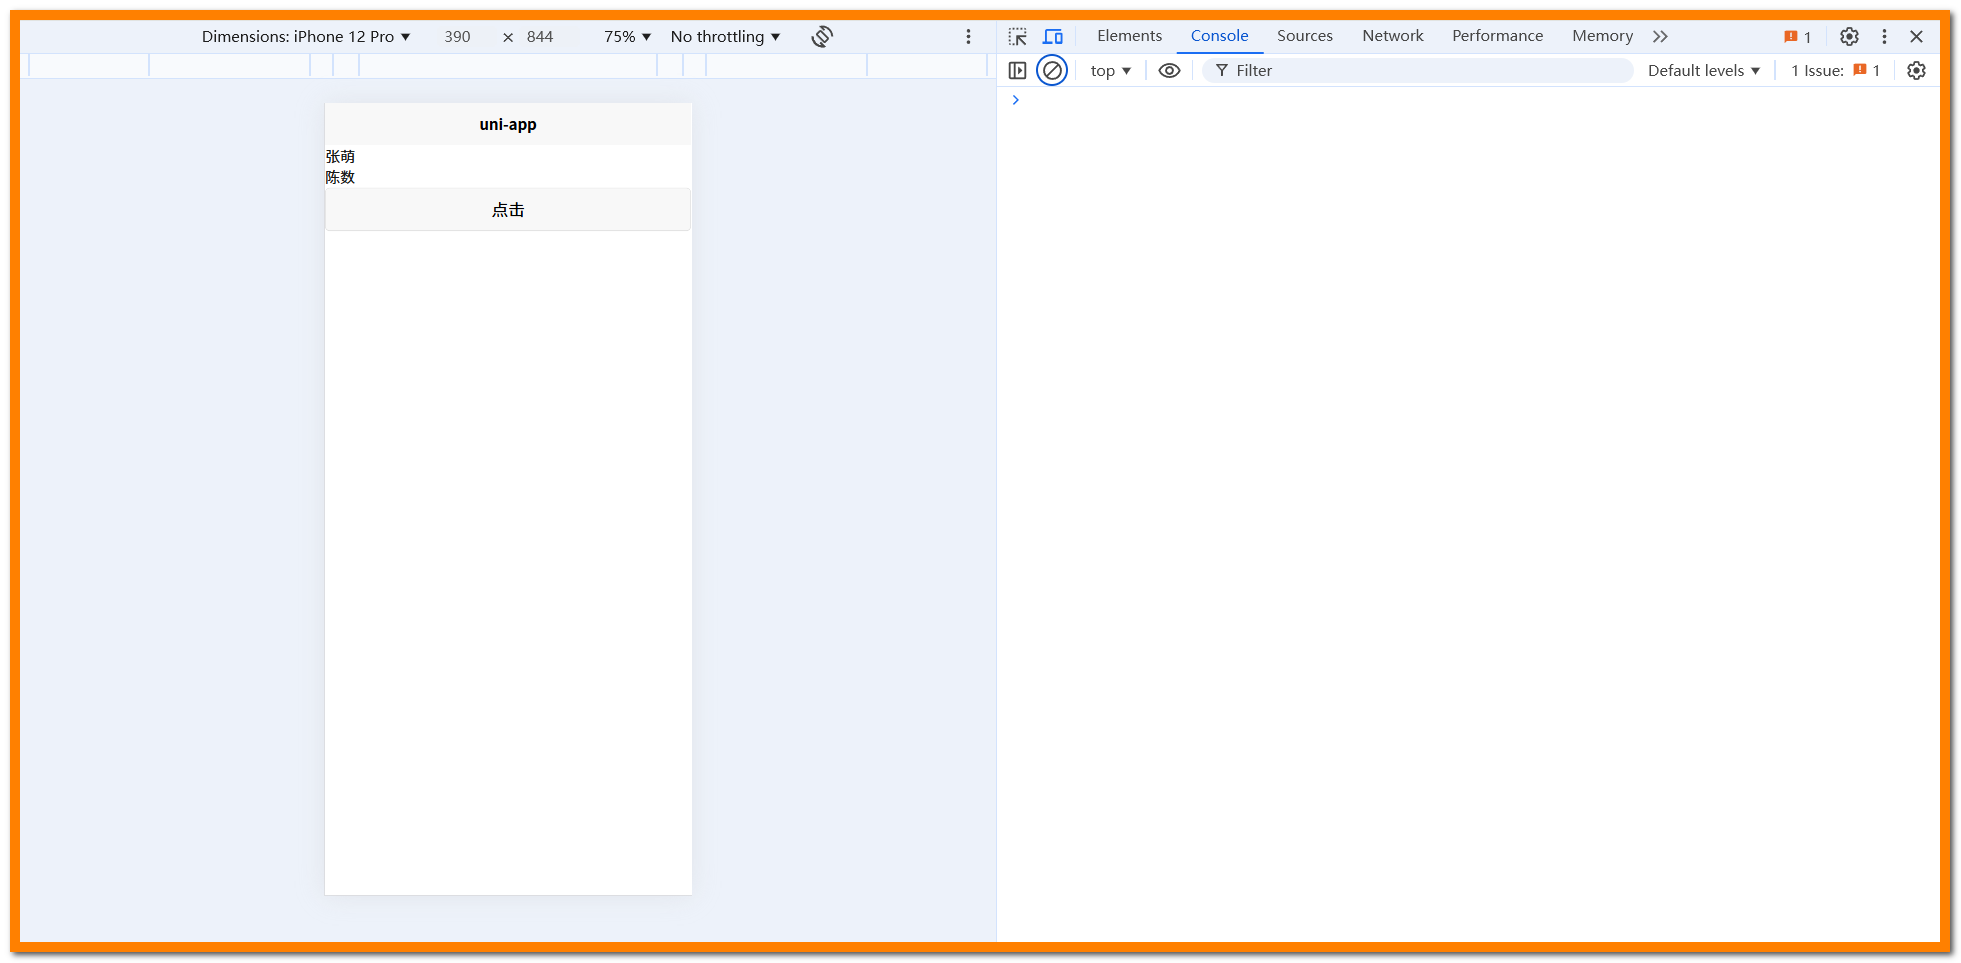 Dimensions: iPhone 12 Pro ▼ 390 × 844 75% ▼ No throttling ▼
Elements Console Sources Network Performance Memory 1
top ▼ Filter Default levels ▼ 1 Issue: 1
uni-app
张萌
陈数
点击